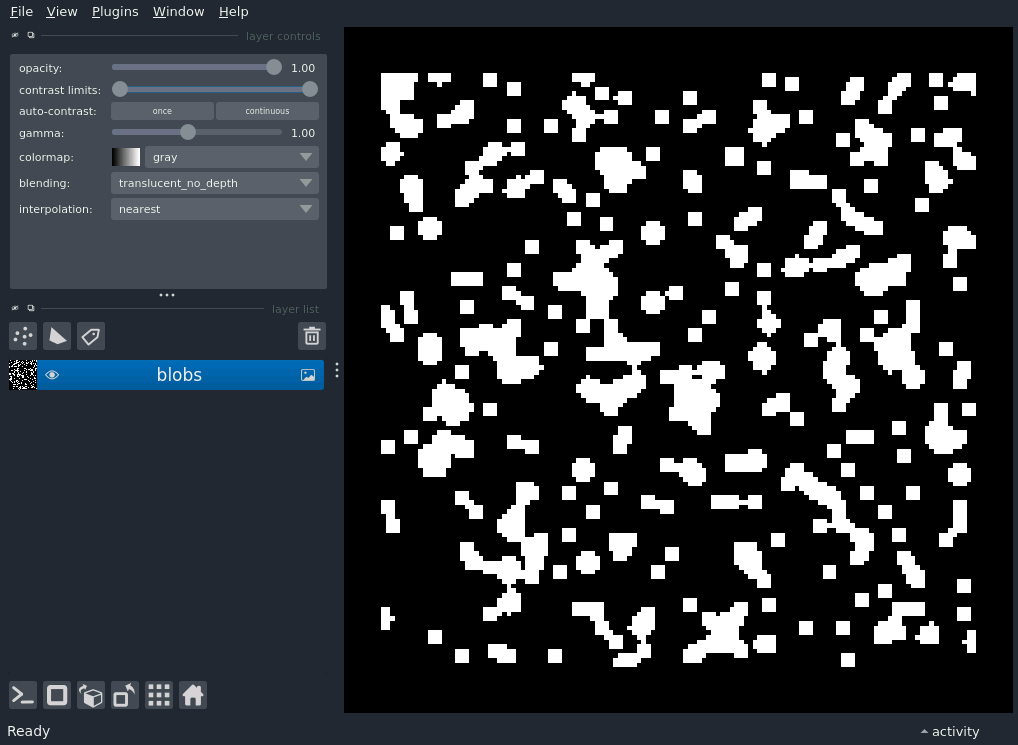 File View Plugins Window Help
layer controls
opacity: 1.00
contrast limits:
auto-contrast: once continuous
gamma: 1.00
colormap: gray
blending: translucent_no_depth
interpolation: nearest
layer list
blobs
Ready activity